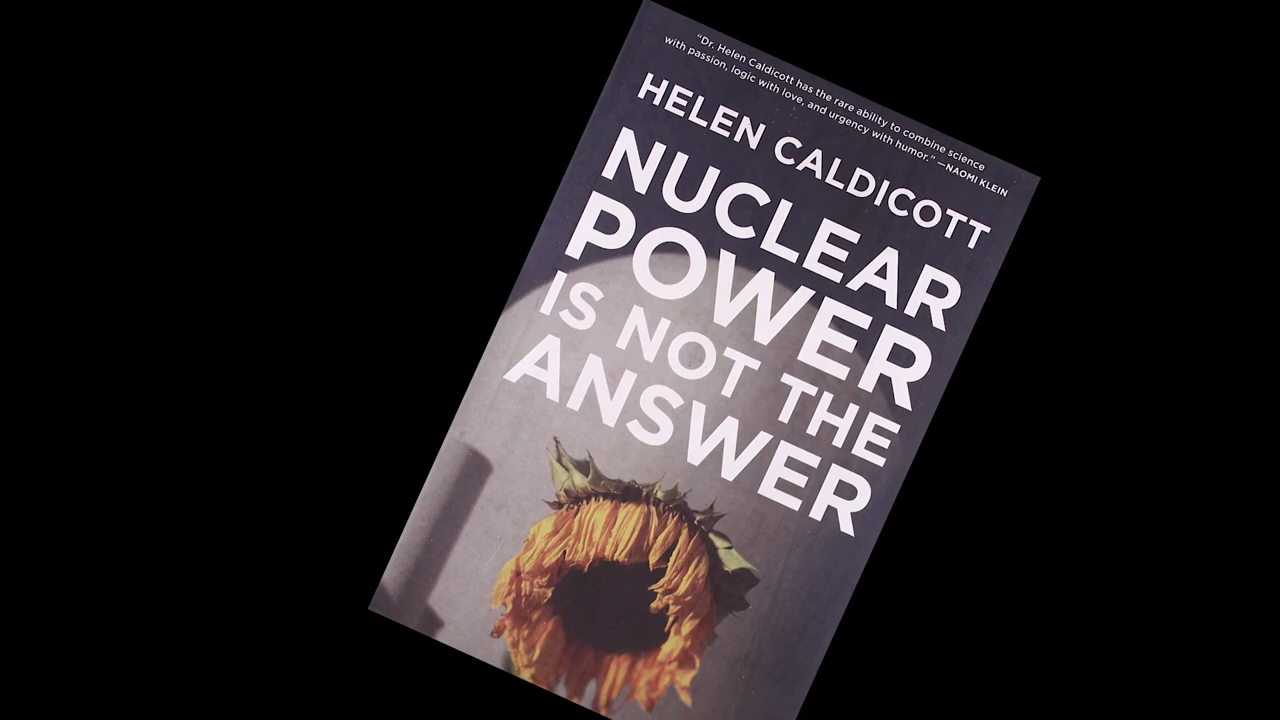 "Dr. Helen Caldicott has the rare ability to combine science
with passion, logic with love, and urgency with humor." —NAOMI KLEIN
HELEN CALDICOTT
NUCLEAR
POWER
IS NOT THE
ANSWER